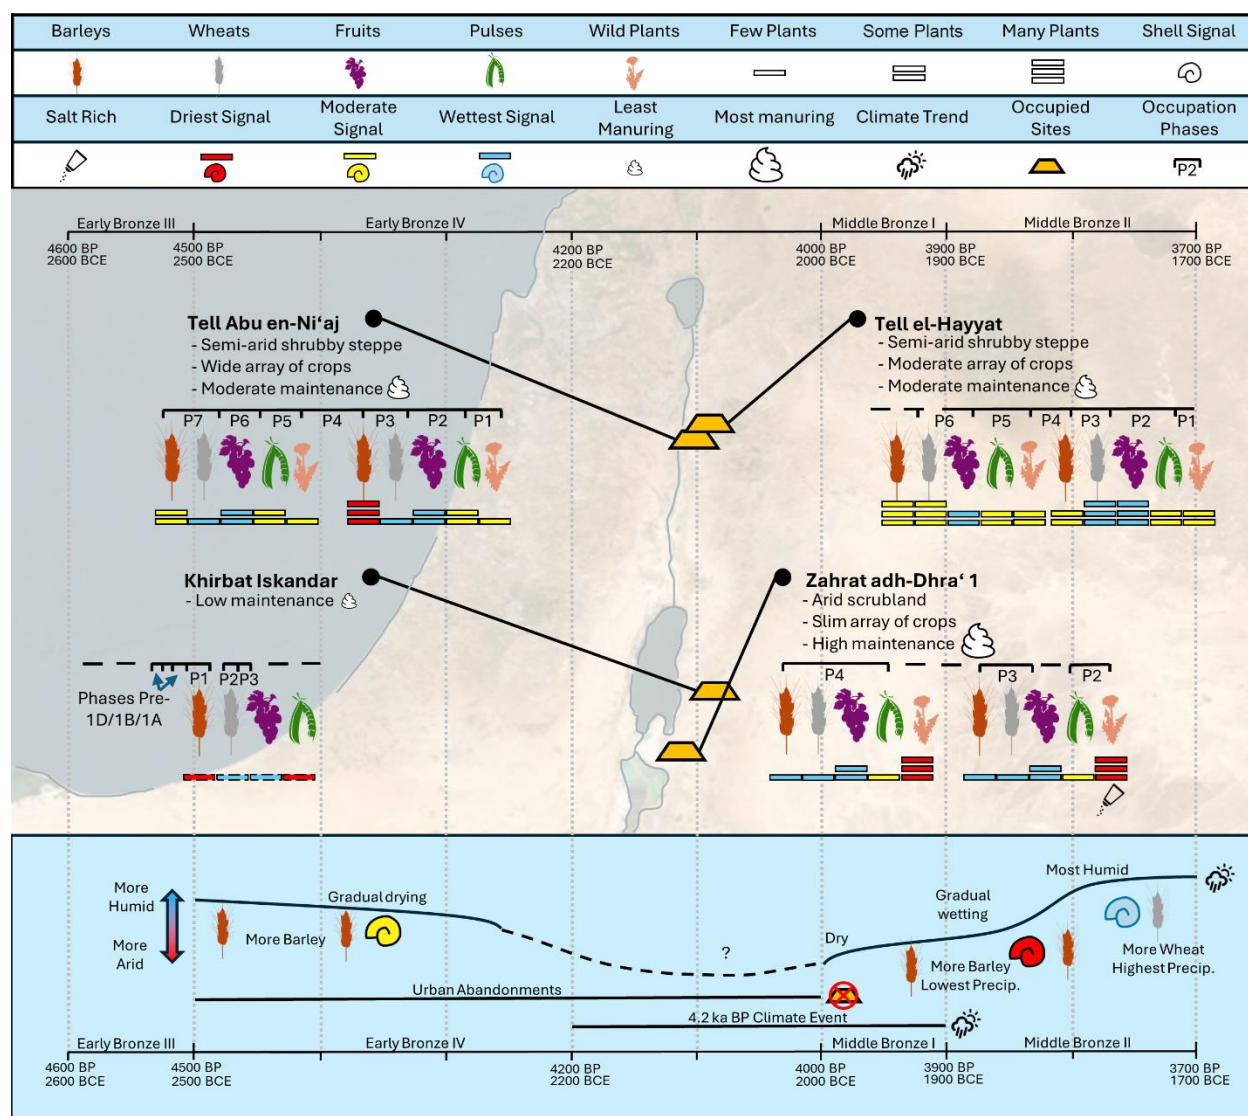 Barleys Wheats Fruits Pulses Wild Plants Few Plants Some Plants Many Plants Shell Signal
Salt Rich Driest Signal Moderate Signal Wettest Signal Least Manuring Most manuring Climate Trend Occupied Sites Occupation Phases
P2
Early Bronze III Early Bronze IV Middle Bronze I Middle Bronze II
4600 BP 4500 BP 4200 BP 4000 BP 3900 BP 3700 BP
2600 BCE 2500 BCE 2200 BCE 2000 BCE 1900 BCE 1700 BCE
Tell Abu en-Ni‘aj
- Semi-arid shrubby steppe
- Wide array of crops
- Moderate maintenance
P7 P6 P5 P4 P3 P2 P1
Tell el-Hayyat
- Semi-arid shrubby steppe
- Moderate array of crops
- Moderate maintenance
P6 P5 P4 P3 P2 P1
Khirbat Iskandar
- Low maintenance
P1 P2 P3
Phases Pre-
1D/1B/1A
Zahrat adh-Dhra‘ 1
- Arid scrubland
- Slim array of crops
- High maintenance
P4 P3 P2
More
Humid
More
Arid
Gradual drying
More Barley
?
Dry
Gradual
wetting
Most Humid
More Barley
Lowest Precip.
More Wheat
Highest Precip.
Urban Abandonments
4.2 ka BP Climate Event
Early Bronze III Early Bronze IV Middle Bronze I Middle Bronze II
4600 BP 4500 BP 4200 BP 4000 BP 3900 BP 3700 BP
2600 BCE 2500 BCE 2200 BCE 2000 BCE 1900 BCE 1700 BCE